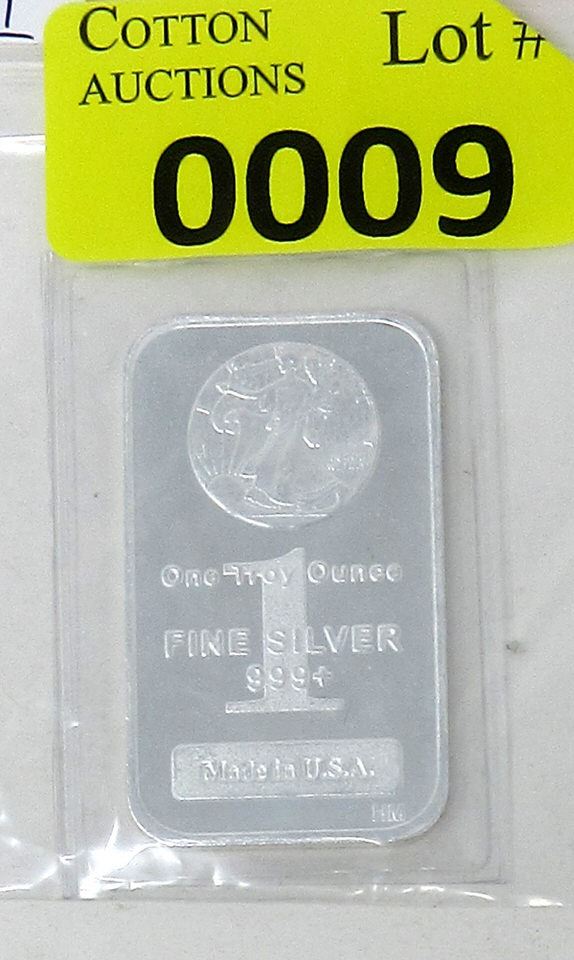 COTTON
AUCTIONS
Lot #
0009
One Troy Ounce
1
FINE SILVER
999+
Made in U.S.A.
HM